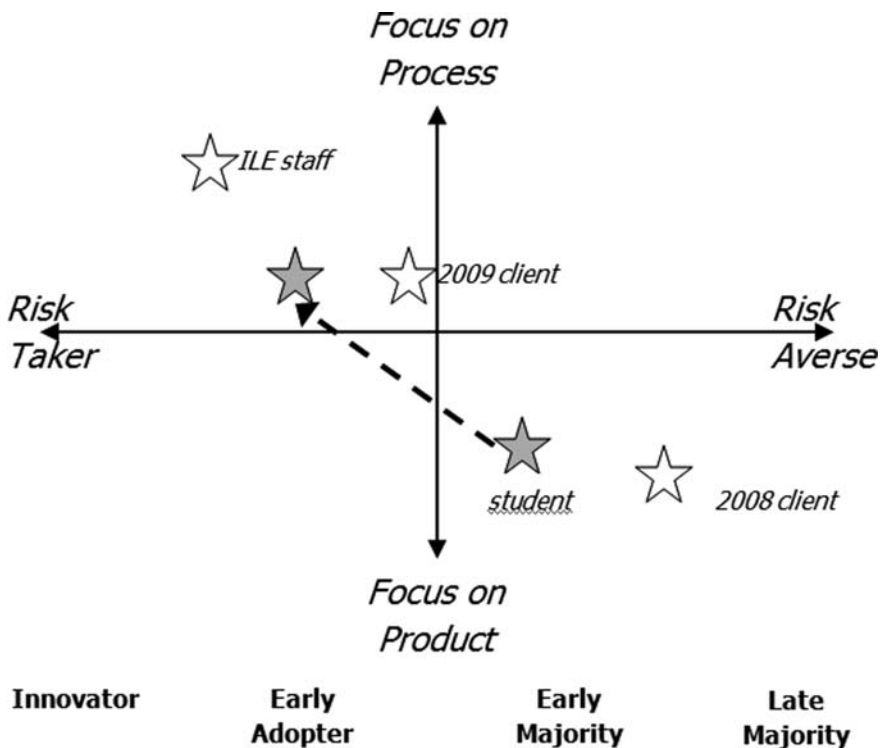 Focus on
Process
ILE staff
2009 client
Risk
Taker
Risk
Averse
student
2008 client
Focus on
Product
Innovator
Early
Adopter
Early
Majority
Late
Majority